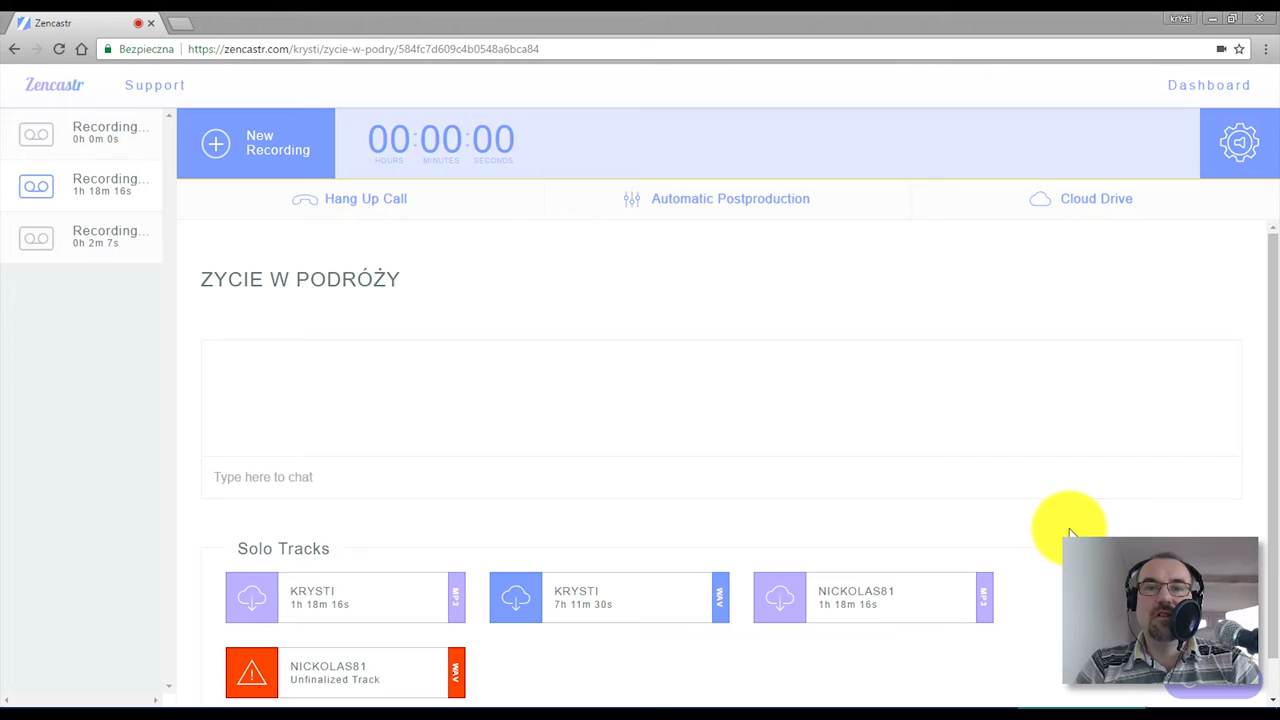 Zencastr
krYsti
Bezpieczna
https://zencastr.com/krysti/zycie-w-podry/584fc7d609c4b0548a6bca84
Zencastr
Support
Dashboard
Recording...
0h 0m 0s
Recording...
1h 18m 16s
Recording...
0h 2m 7s
New
Recording
00:00:00
HOURS MINUTES SECONDS
Hang Up Call
Automatic Postproduction
Cloud Drive
ZYCIE W PODRÓŻY
Type here to chat
Solo Tracks
KRYSTI
1h 18m 16s
MP3
KRYSTI
7h 11m 30s
WAV
NICKOLAS81
1h 18m 16s
MP3
NICKOLAS81
Unfinalized Track
WAV